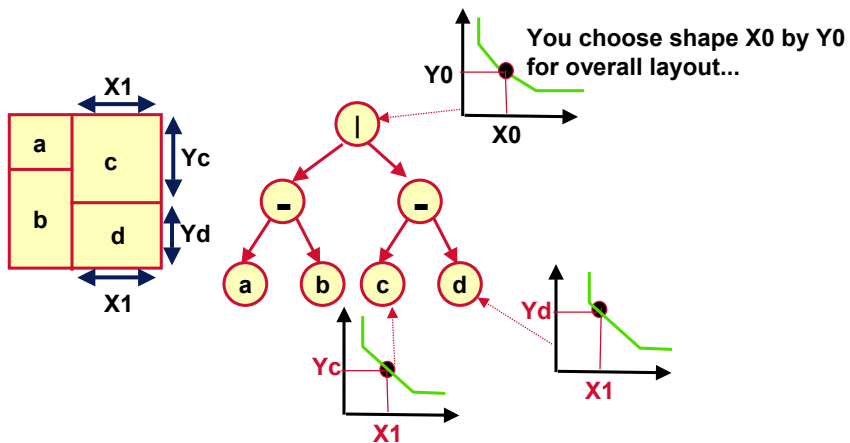 You choose shape X0 by Y0
for overall layout...
Y0
X0
X1
a
c
Yc
b
d
Yd
X1
|
-
-
a
b
c
d
Yc
X1
Yd
X1